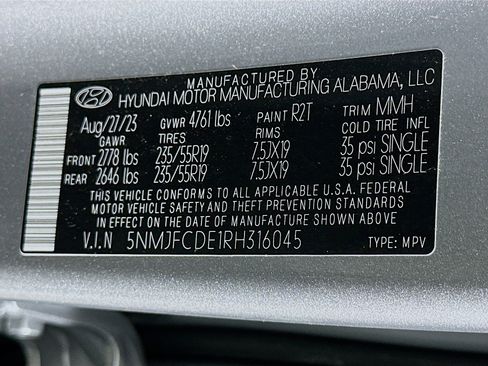 MANUFACTURED BY
HYUNDAI MOTOR MANUFACTURING ALABAMA, LLC
Aug/27/23 GVWR 4761 lbs PAINT R2T TRIM MMH
GAWR TIRES RIMS COLD TIRE INFL
FRONT 2778 lbs 235/55R19 7.5JX19 35 psi SINGLE
REAR 2646 lbs 235/55R19 7.5JX19 35 psi SINGLE
THIS VEHICLE CONFORMS TO ALL APPLICABLE U.S.A. FEDERAL
MOTOR VEHICLE SAFETY AND THEFT PREVENTION STANDARDS
IN EFFECT ON THE DATE OF MANUFACTURE SHOWN ABOVE.
V.I.N 5NMJFCDE1RH316045 TYPE: MPV